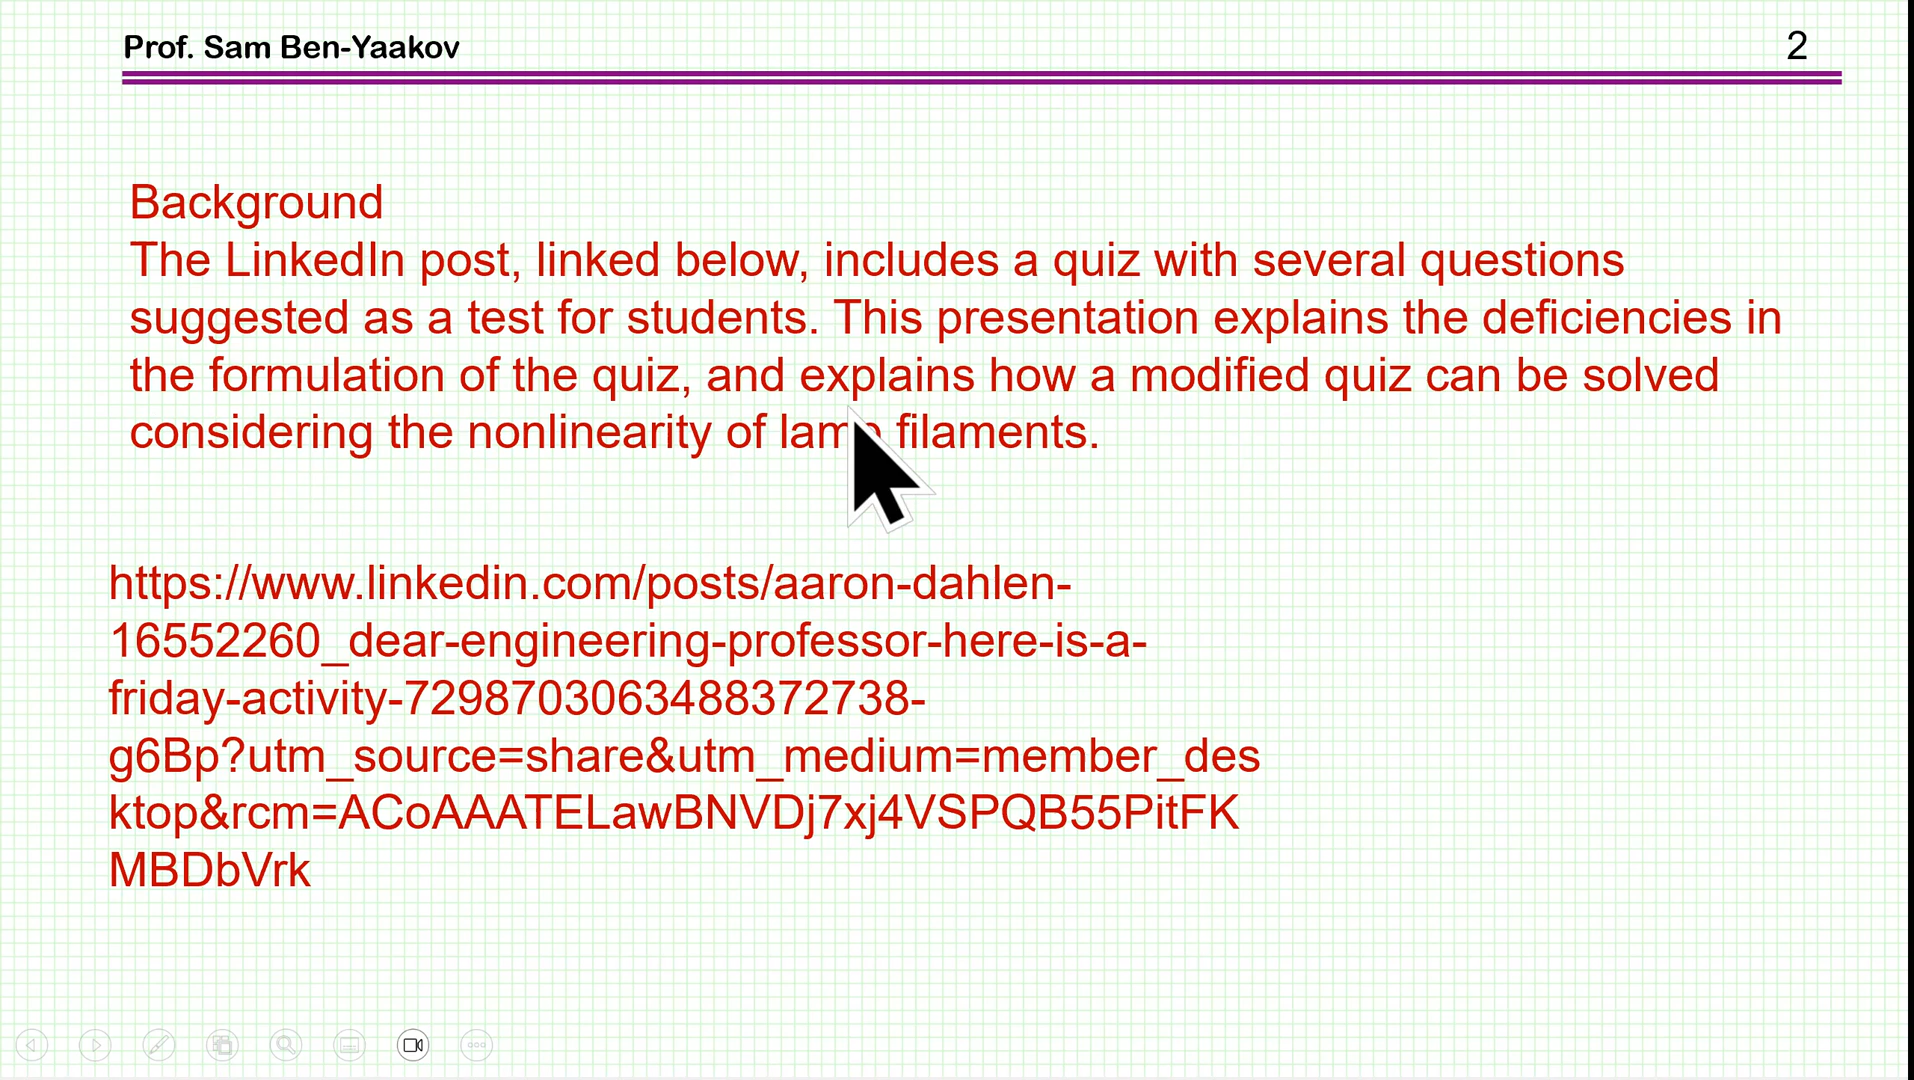 Prof. Sam Ben-Yaakov
2
Background
The LinkedIn post, linked below, includes a quiz with several questions
suggested as a test for students. This presentation explains the deficiencies in
the formulation of the quiz, and explains how a modified quiz can be solved
considering the nonlinearity of lamp filaments.
https://www.linkedin.com/posts/aaron-dahlen-
16552260_dear-engineering-professor-here-is-a-
friday-activity-7298703063488372738-
g6Bp?utm_source=share&utm_medium=member_des
ktop&rcm=ACoAAATELawBNVDj7xj4VSPQB55PitFK
MBDbVrk